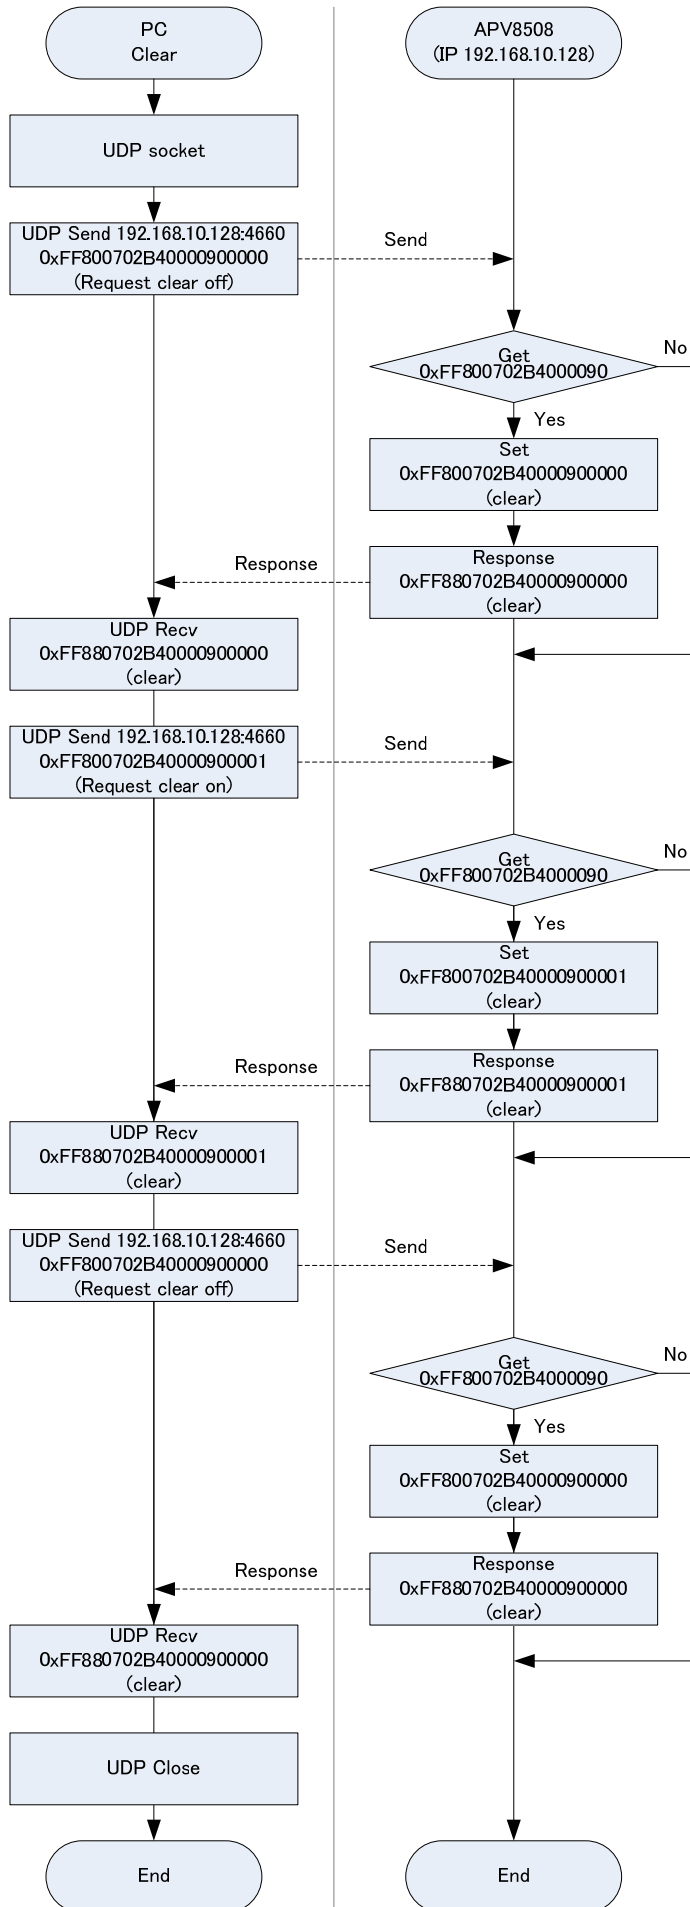 PC
Clear
APV8508
(IP 192.168.10.128)
UDP socket
UDP Send 192.168.10.128:4660
0xFF800702B40000900000
(Request clear off)
Send
Get
0xFF800702B4000090
No
Yes
Set
0xFF800702B40000900000
(clear)
Response
Response
0xFF880702B40000900000
(clear)
UDP Recv
0xFF880702B40000900000
(clear)
UDP Send 192.168.10.128:4660
0xFF800702B40000900001
(Request clear on)
Send
Get
0xFF800702B4000090
No
Yes
Set
0xFF800702B40000900001
(clear)
Response
Response
0xFF880702B40000900001
(clear)
UDP Recv
0xFF880702B40000900001
(clear)
UDP Send 192.168.10.128:4660
0xFF800702B40000900000
(Request clear off)
Send
Get
0xFF800702B4000090
No
Yes
Set
0xFF800702B40000900000
(clear)
Response
Response
0xFF880702B40000900000
(clear)
UDP Recv
0xFF880702B40000900000
(clear)
UDP Close
End
End